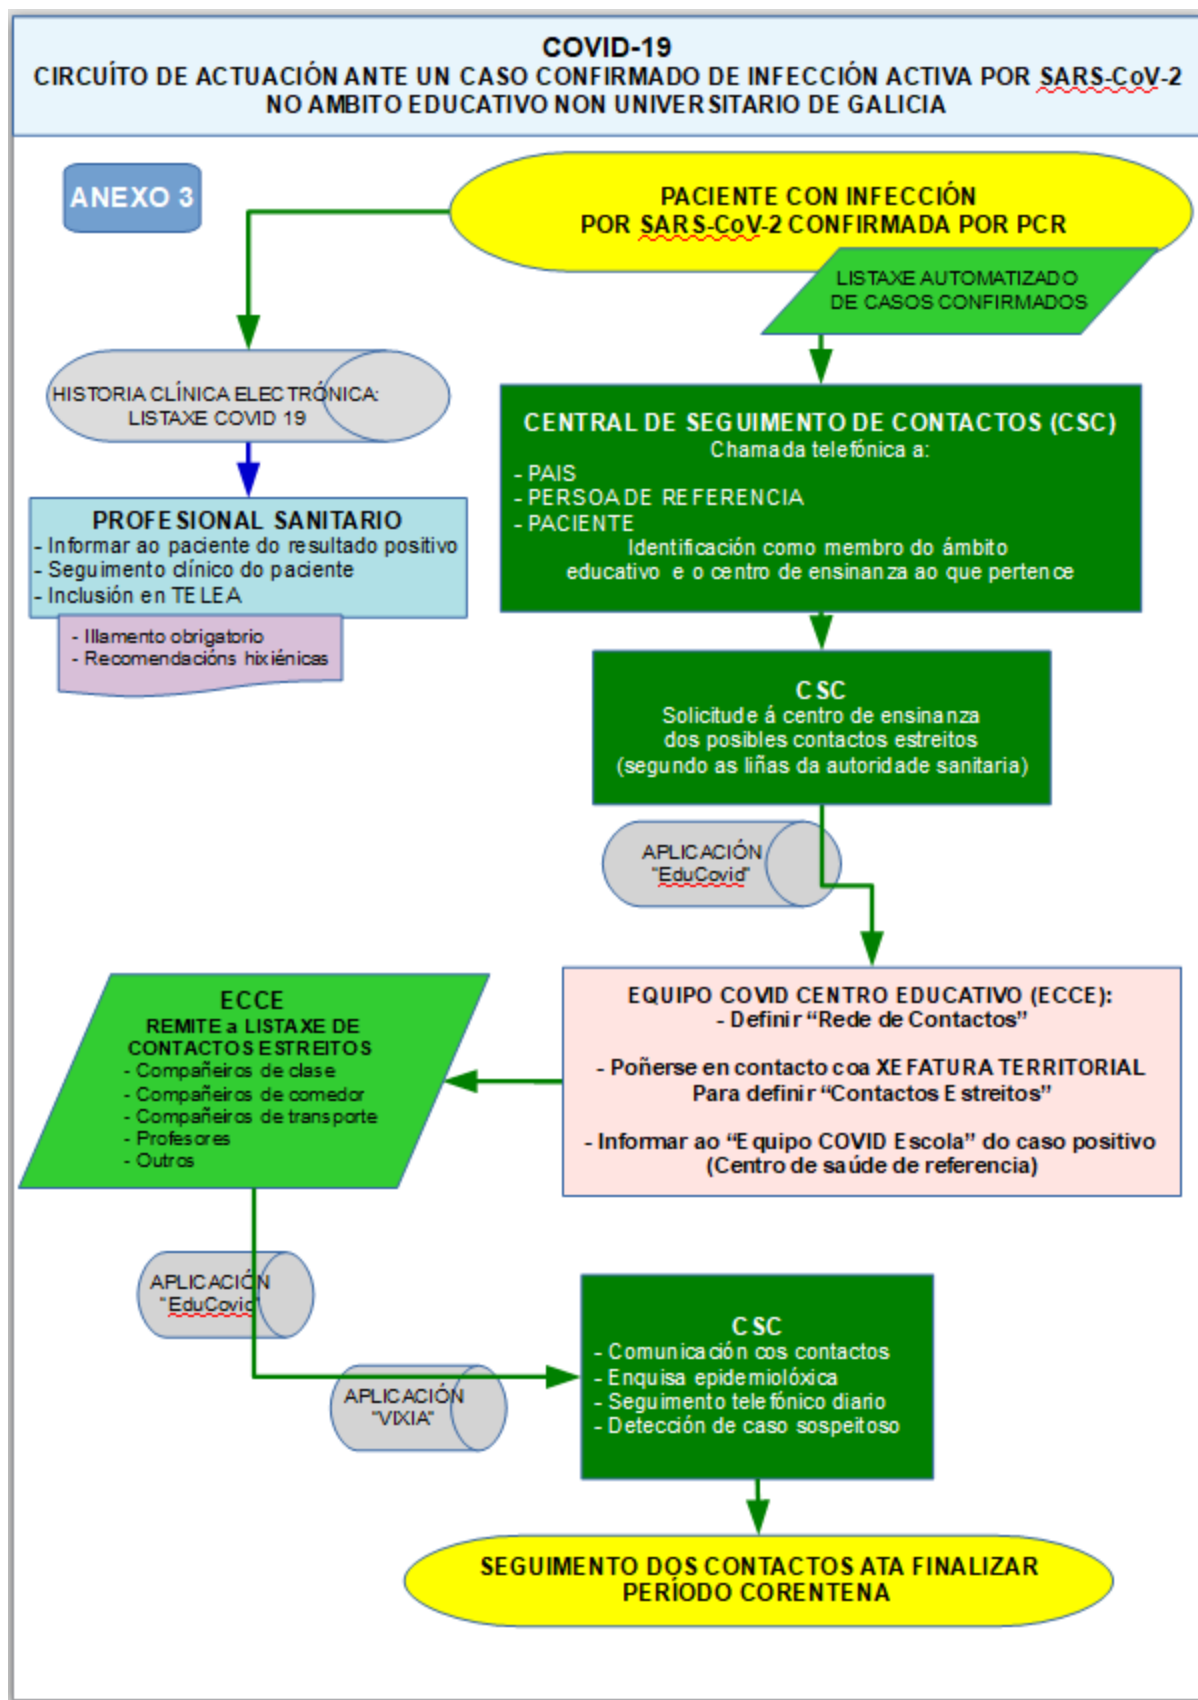 COVID-19
CIRCUÍTO DE ACTUACIÓN ANTE UN CASO CONFIRMADO DE INFECCIÓN ACTIVA POR SARS-CoV-2
NO AMBITO EDUCATIVO NON UNIVERSITARIO DE GALICIA
ANEXO 3
PACIENTE CON INFECCIÓN
POR SARS-CoV-2 CONFIRMADA POR PCR
LISTAXE AUTOMATIZADO
DE CASOS CONFIRMADOS
HISTORIA CLÍNICA ELECTRÓNICA:
LISTAXE COVID 19
PROFESIONAL SANITARIO
- Informar ao paciente do resultado positivo
- Seguimento clínico do paciente
- Inclusión en TELEA
- Illamento obrigatorio
- Recomendacións hixiénicas
CENTRAL DE SEGUIMENTO DE CONTACTOS (CSC)
Chamada telefónica a:
- PAIS
- PERSOA DE REFERENCIA
- PACIENTE
Identificación como membro do ámbito
educativo e o centro de ensinanza ao que pertence
CSC
Solicitude á centro de ensinanza
dos posibles contactos estreitos
(segundo as liñas da autoridade sanitaria)
APLICACIÓN
"EduCovid"
EQUIPO COVID CENTRO EDUCATIVO (ECCE):
- Definir "Rede de Contactos"
- Poñerse en contacto coa XEFATURA TERRITORIAL
Para definir "Contactos Estreitos"
- Informar ao "Equipo COVID Escola" do caso positivo
(Centro de saúde de referencia)
ECCE
REMITE a LISTAXE DE
CONTACTOS ESTREITOS
- Compañeiros de clase
- Compañeiros de comedor
- Compañeiros de transporte
- Profesores
- Outros
APLICACIÓN
"EduCovid"
APLICACIÓN
"VIXIA"
CSC
- Comunicación cos contactos
- Enquisa epidemiolóxica
- Seguimento telefónico diario
- Detección de caso sospeitoso
SEGUIMENTO DOS CONTACTOS ATA FINALIZAR
PERÍODO CORENTENA